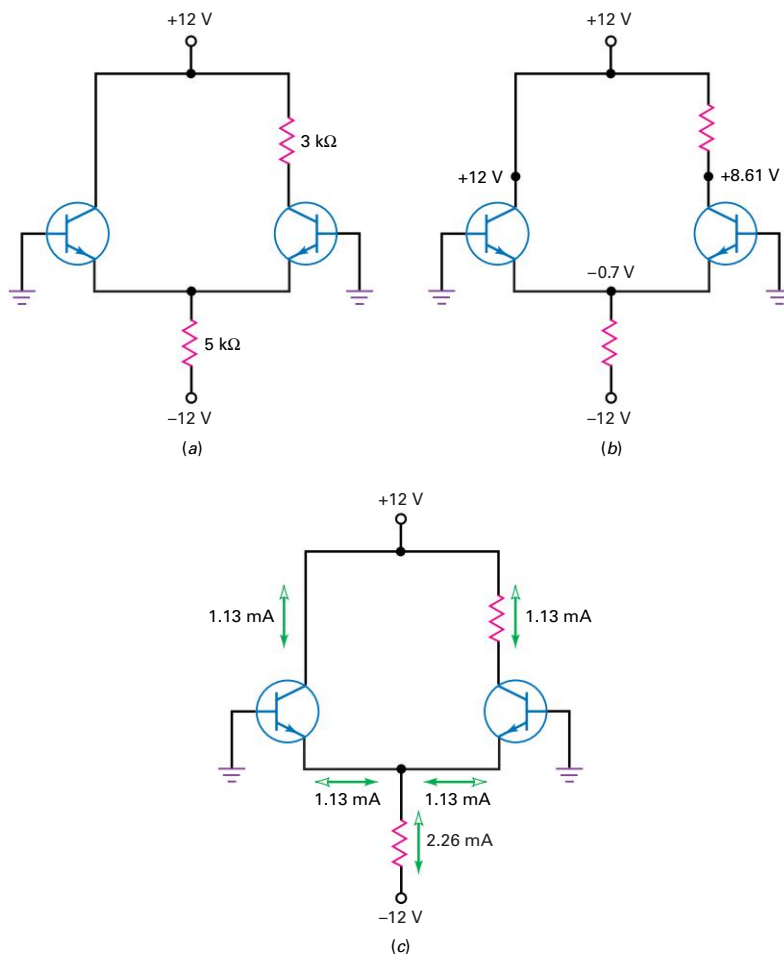 +12 V +12 V
3 kΩ
+12 V +8.61 V
−0.7 V
5 kΩ
−12 V −12 V
(a) (b)
+12 V
1.13 mA 1.13 mA
1.13 mA 1.13 mA
2.26 mA
−12 V
(c)